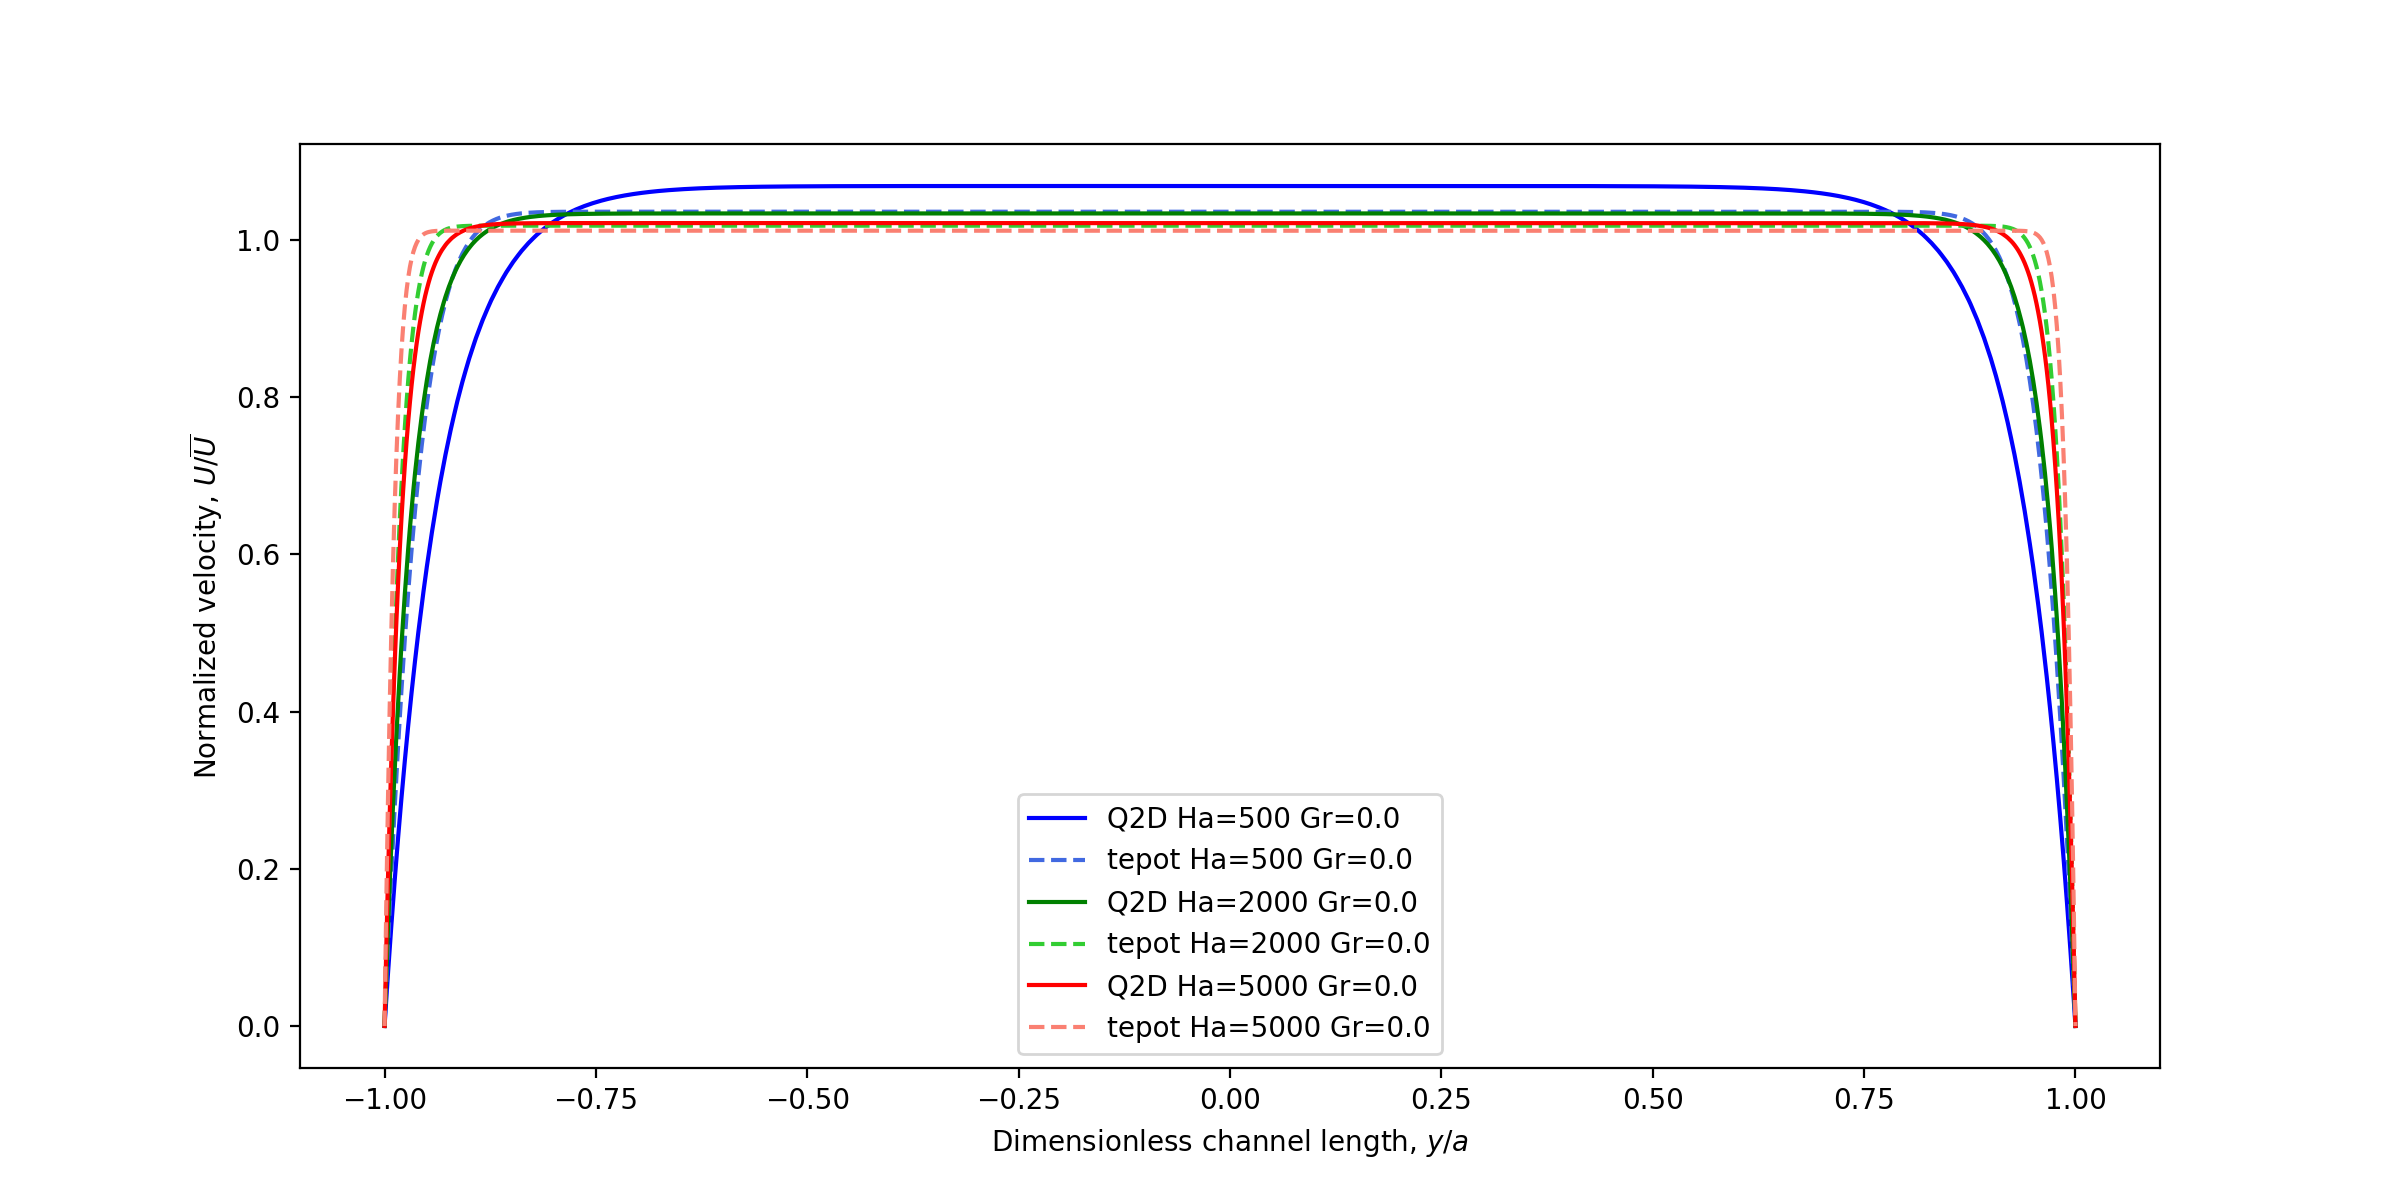 Normalized velocity, U/U̅
1.0
0.8
0.6
0.4
0.2
0.0
Q2D Ha=500 Gr=0.0
tepot Ha=500 Gr=0.0
Q2D Ha=2000 Gr=0.0
tepot Ha=2000 Gr=0.0
Q2D Ha=5000 Gr=0.0
tepot Ha=5000 Gr=0.0
−1.00 −0.75 −0.50 −0.25 0.00 0.25 0.50 0.75 1.00
Dimensionless channel length, y/a